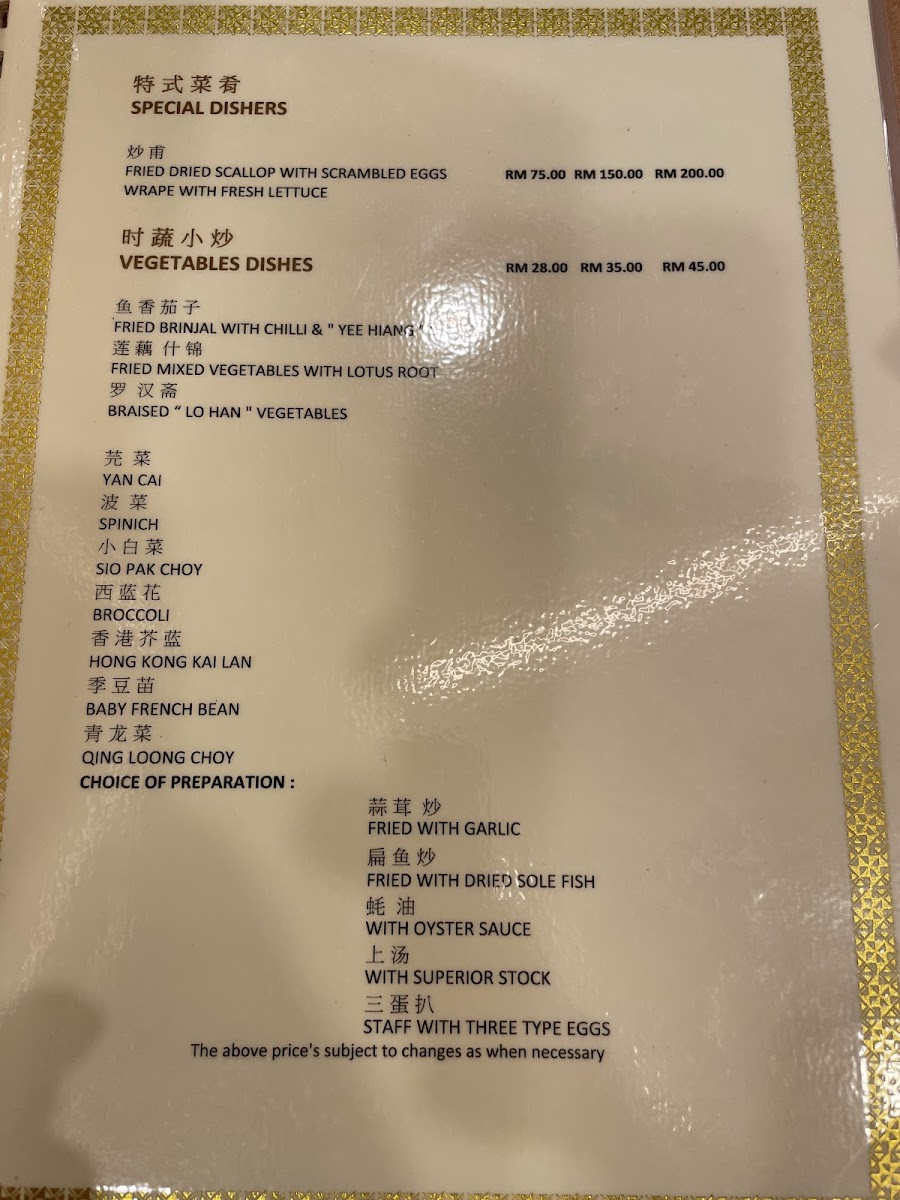 特式菜肴
SPECIAL DISHERS
炒甫
FRIED DRIED SCALLOP WITH SCRAMBLED EGGS RM 75.00 RM 150.00 RM 200.00
WRAPE WITH FRESH LETTUCE
时蔬小炒
VEGETABLES DISHES RM 28.00 RM 35.00 RM 45.00
鱼香茄子
FRIED BRINJAL WITH CHILLI & " YEE HIANG "
莲藕 什锦
FRIED MIXED VEGETABLES WITH LOTUS ROOT
罗 汉斋
BRAISED “ LO HAN " VEGETABLES
芫 菜
YAN CAI
波 菜
SPINICH
小白菜
SIO PAK CHOY
西蓝花
BROCCOLI
香港芥蓝
HONG KONG KAI LAN
季豆苗
BABY FRENCH BEAN
青龙菜
QING LOONG CHOY
CHOICE OF PREPARATION :
蒜茸 炒
FRIED WITH GARLIC
扁鱼炒
FRIED WITH DRIED SOLE FISH
蚝 油
WITH OYSTER SAUCE
上汤
WITH SUPERIOR STOCK
三蛋扒
STAFF WITH THREE TYPE EGGS
The above price's subject to changes as when necessary